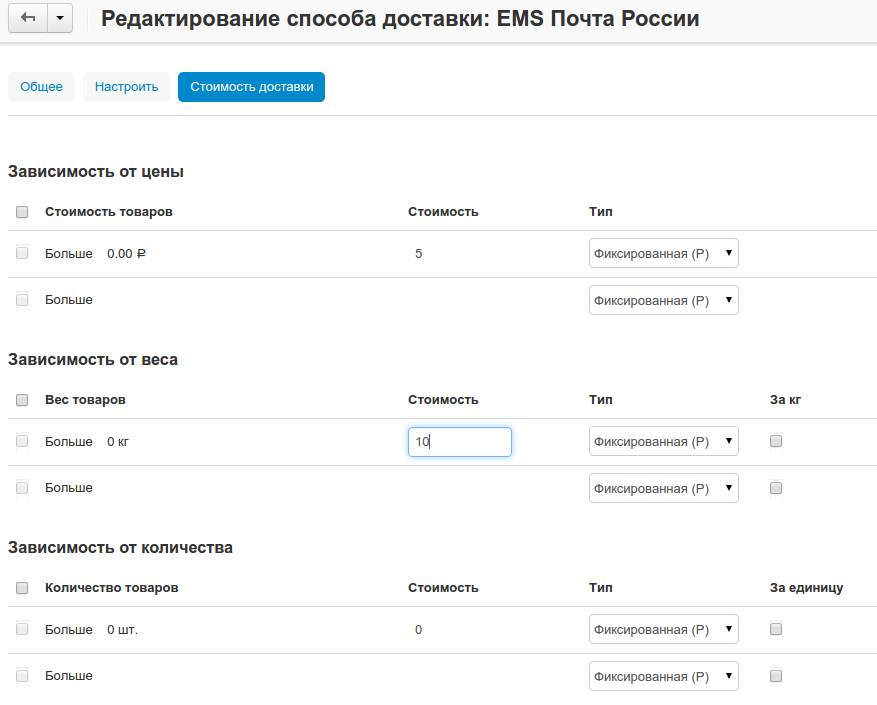 Редактирование способа доставки: EMS Почта России
Общее Настроить Стоимость доставки
Зависимость от цены
Стоимость товаров Стоимость Тип
Больше 0.00 ₽ 5 Фиксированная (Р)
Больше Фиксированная (Р)
Зависимость от веса
Вес товаров Стоимость Тип За кг
Больше 0 кг 10 Фиксированная (Р)
Больше Фиксированная (Р)
Зависимость от количества
Количество товаров Стоимость Тип За единицу
Больше 0 шт. 0 Фиксированная (Р)
Больше Фиксированная (Р)